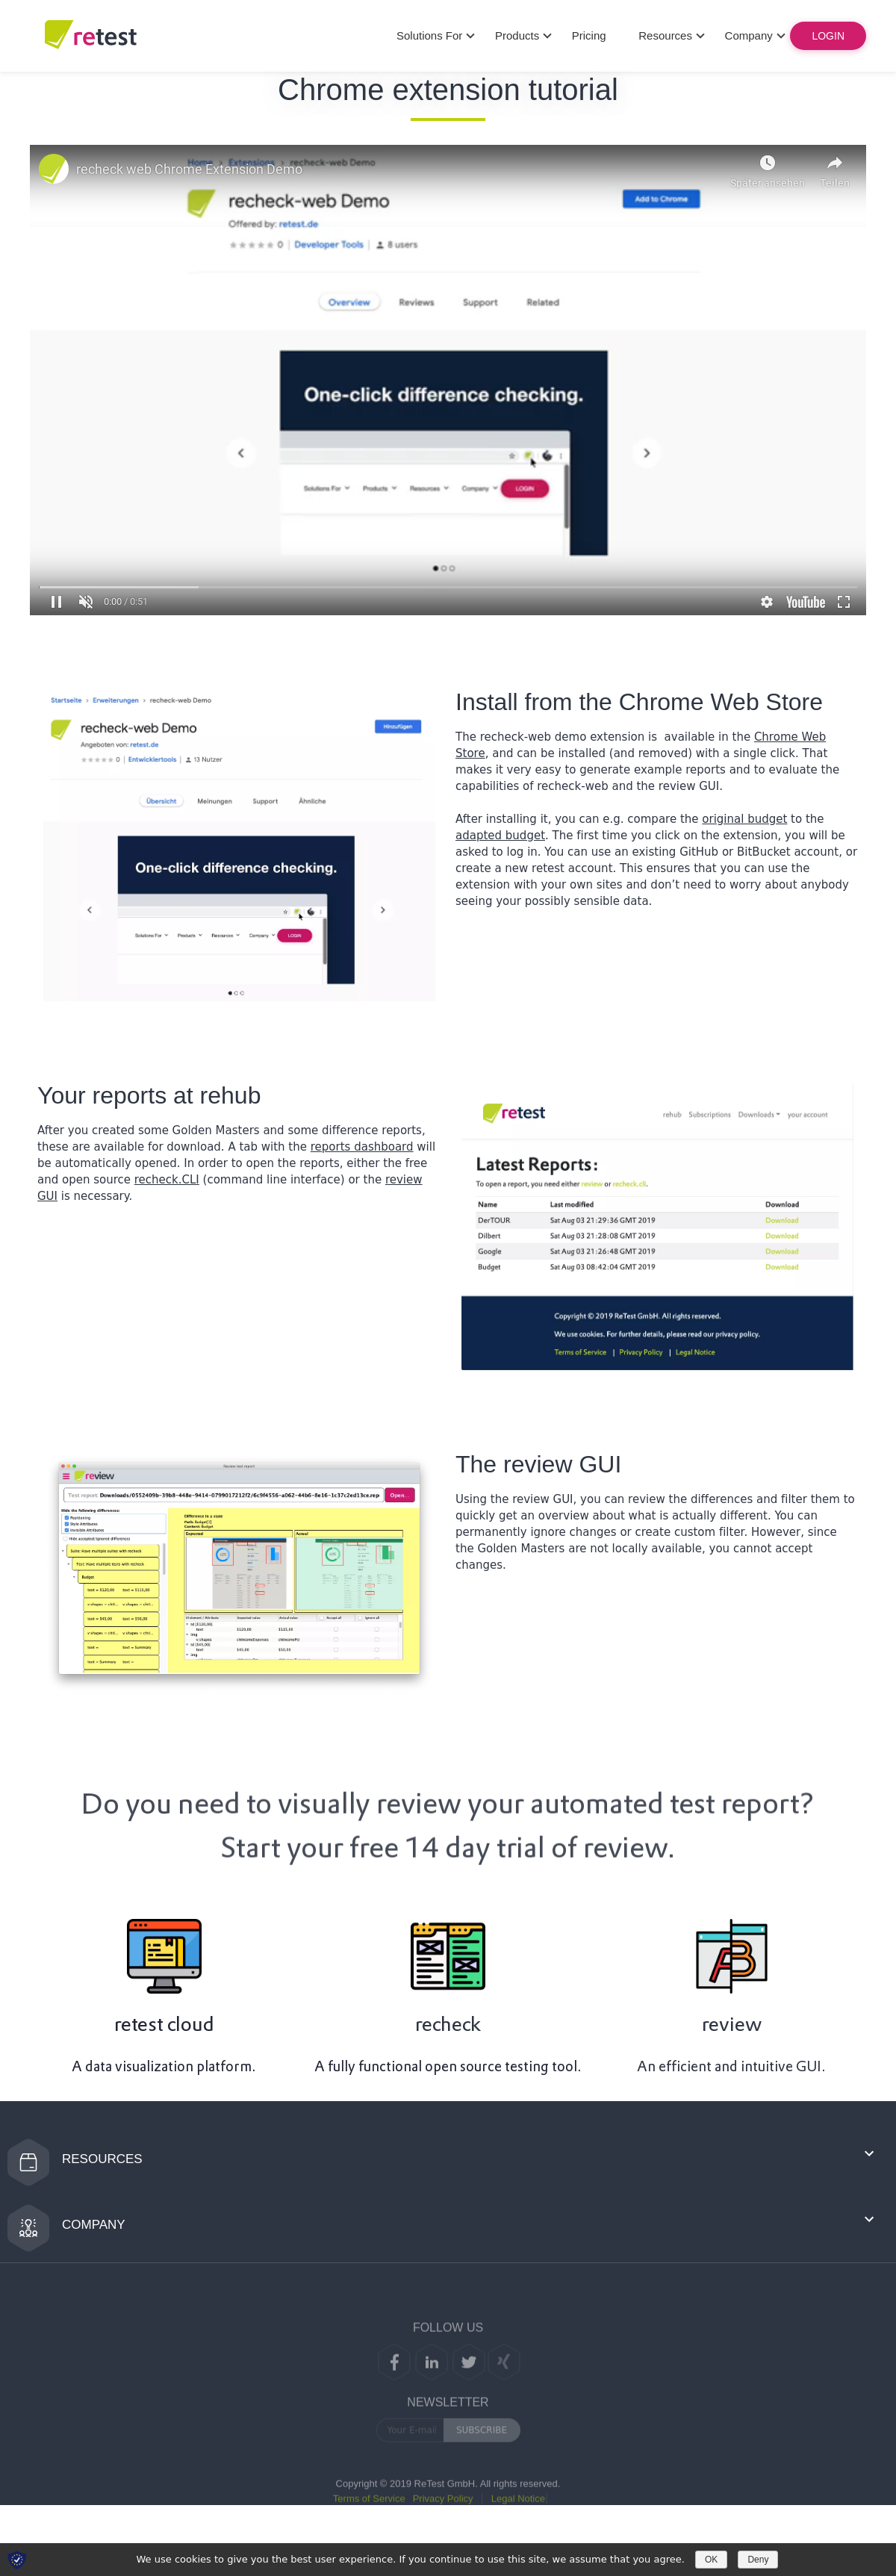 retest
Solutions For
Products
Pricing
Resources
Company
LOGIN
Chrome extension tutorial
recheck web Chrome Extension Demo
Home › Extensions › recheck-web Demo
Später ansehen
Teilen
recheck-web Demo
Add to Chrome
Offered by: retest.de
0 | Developer Tools | 8 users
Overview
Reviews
Support
Related
One-click difference checking.
Solutions For
Products
Resources
Company
LOGIN
0:00 / 0:51
YouTube
Startseite › Erweiterungen › recheck-web Demo
recheck-web Demo
Hinzufügen
Angeboten von: retest.de
0 | Entwicklertools | 13 Nutzer
Übersicht
Meinungen
Support
Ähnliche
One-click difference checking.
Solutions For
Products
Resources
Company
LOGIN
Install from the Chrome Web Store
The recheck-web demo extension is available in the Chrome Web
Store, and can be installed (and removed) with a single click. That
makes it very easy to generate example reports and to evaluate the
capabilities of recheck-web and the review GUI.
After installing it, you can e.g. compare the original budget to the
adapted budget. The first time you click on the extension, you will be
asked to log in. You can use an existing GitHub or BitBucket account, or
create a new retest account. This ensures that you can use the
extension with your own sites and don’t need to worry about anybody
seeing your possibly sensible data.
Your reports at rehub
After you created some Golden Masters and some difference reports,
these are available for download. A tab with the reports dashboard will
be automatically opened. In order to open the reports, either the free
and open source recheck.CLI (command line interface) or the review
GUI is necessary.
retest
rehub
Subscriptions
Downloads
your account
Latest Reports:
To open a report, you need either review or recheck.cli.
Name Last modified Download
DerTOUR Sat Aug 03 21:29:36 GMT 2019 Download
Dilbert Sat Aug 03 21:28:08 GMT 2019 Download
Google Sat Aug 03 21:26:48 GMT 2019 Download
Budget Sat Aug 03 08:42:04 GMT 2019 Download
Copyright © 2019 ReTest GmbH. All rights reserved.
We use cookies. For further details, please read our privacy policy.
Terms of Service | Privacy Policy | Legal Notice
Review test report
review
Test report:
Open...
Hide the following differences:
Positioning
Style Attributes
Invisible Attributes
Hide accepted ignored differences
Budget
Expected
Actual
Expected value
Actual value
Accept all
Ignore all
The review GUI
Using the review GUI, you can review the differences and filter them to
quickly get an overview about what is actually different. You can
permanently ignore changes or create custom filter. However, since
the Golden Masters are not locally available, you cannot accept
changes.
Do you need to visually review your automated test report?
Start your free 14 day trial of review.
retest cloud
A data visualization platform.
recheck
A fully functional open source testing tool.
review
An efficient and intuitive GUI.
RESOURCES
COMPANY
FOLLOW US
NEWSLETTER
Your E-mail
SUBSCRIBE
Copyright © 2019 ReTest GmbH. All rights reserved.
Terms of Service
Privacy Policy
Legal Notice
We use cookies to give you the best user experience. If you continue to use this site, we assume that you agree.
OK
Deny